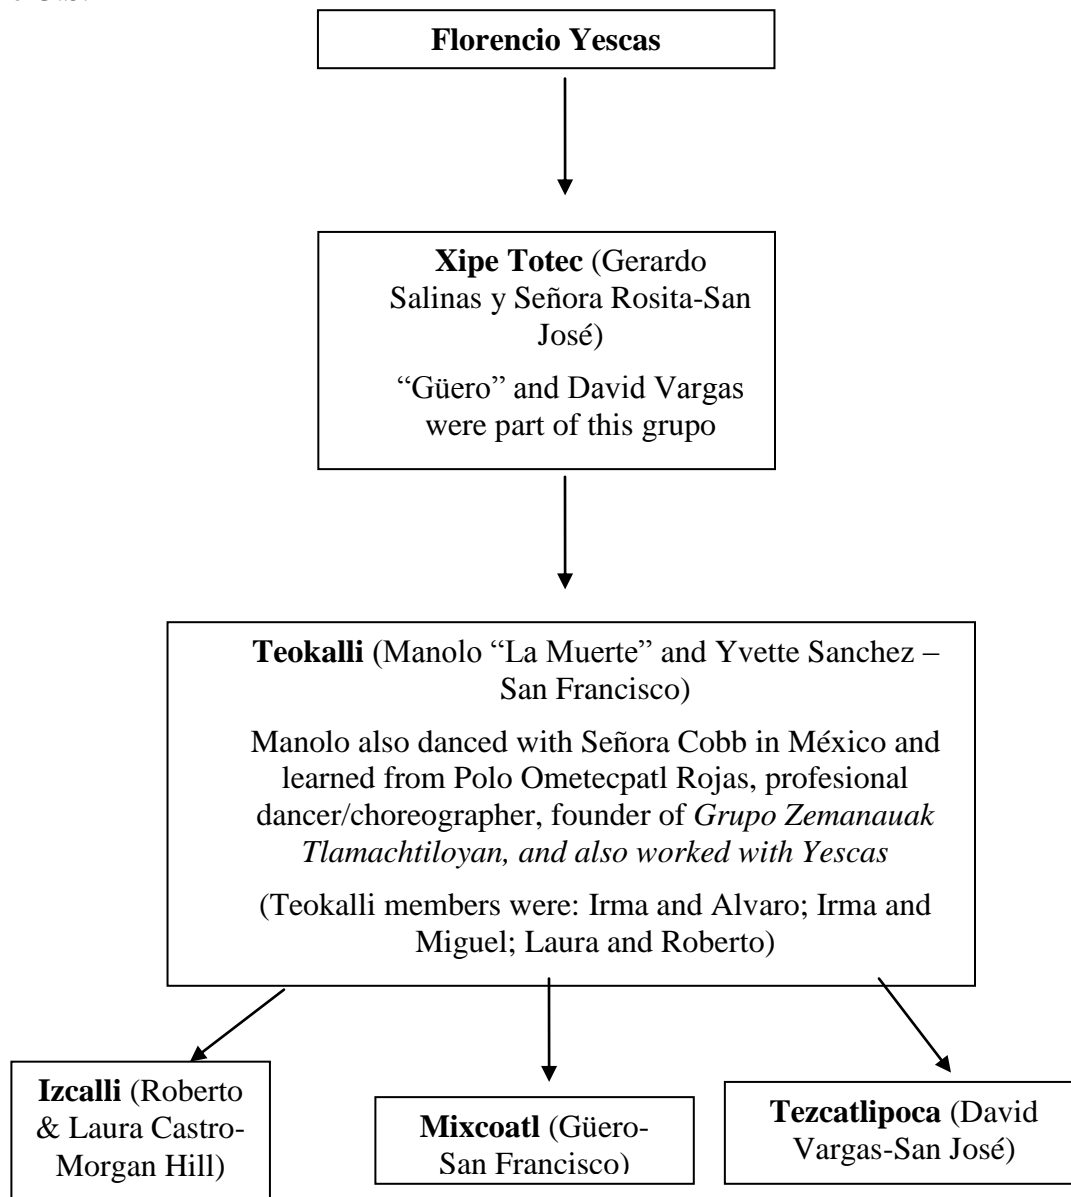 Florencio Yescas
Xipe Totec (Gerardo
Salinas y Señora Rosita-San
José)
“Güero” and David Vargas
were part of this grupo
Teokalli (Manolo “La Muerte” and Yvette Sanchez –
San Francisco)
Manolo also danced with Señora Cobb in México and
learned from Polo Ometecpatl Rojas, profesional
dancer/choreographer, founder of Grupo Zemanauak
Tlamachtiloyan, and also worked with Yescas
(Teokalli members were: Irma and Alvaro; Irma and
Miguel; Laura and Roberto)
Izcalli (Roberto
& Laura Castro-
Morgan Hill)
Mixcoatl (Güero-
San Francisco)
Tezcatlipoca (David
Vargas-San José)